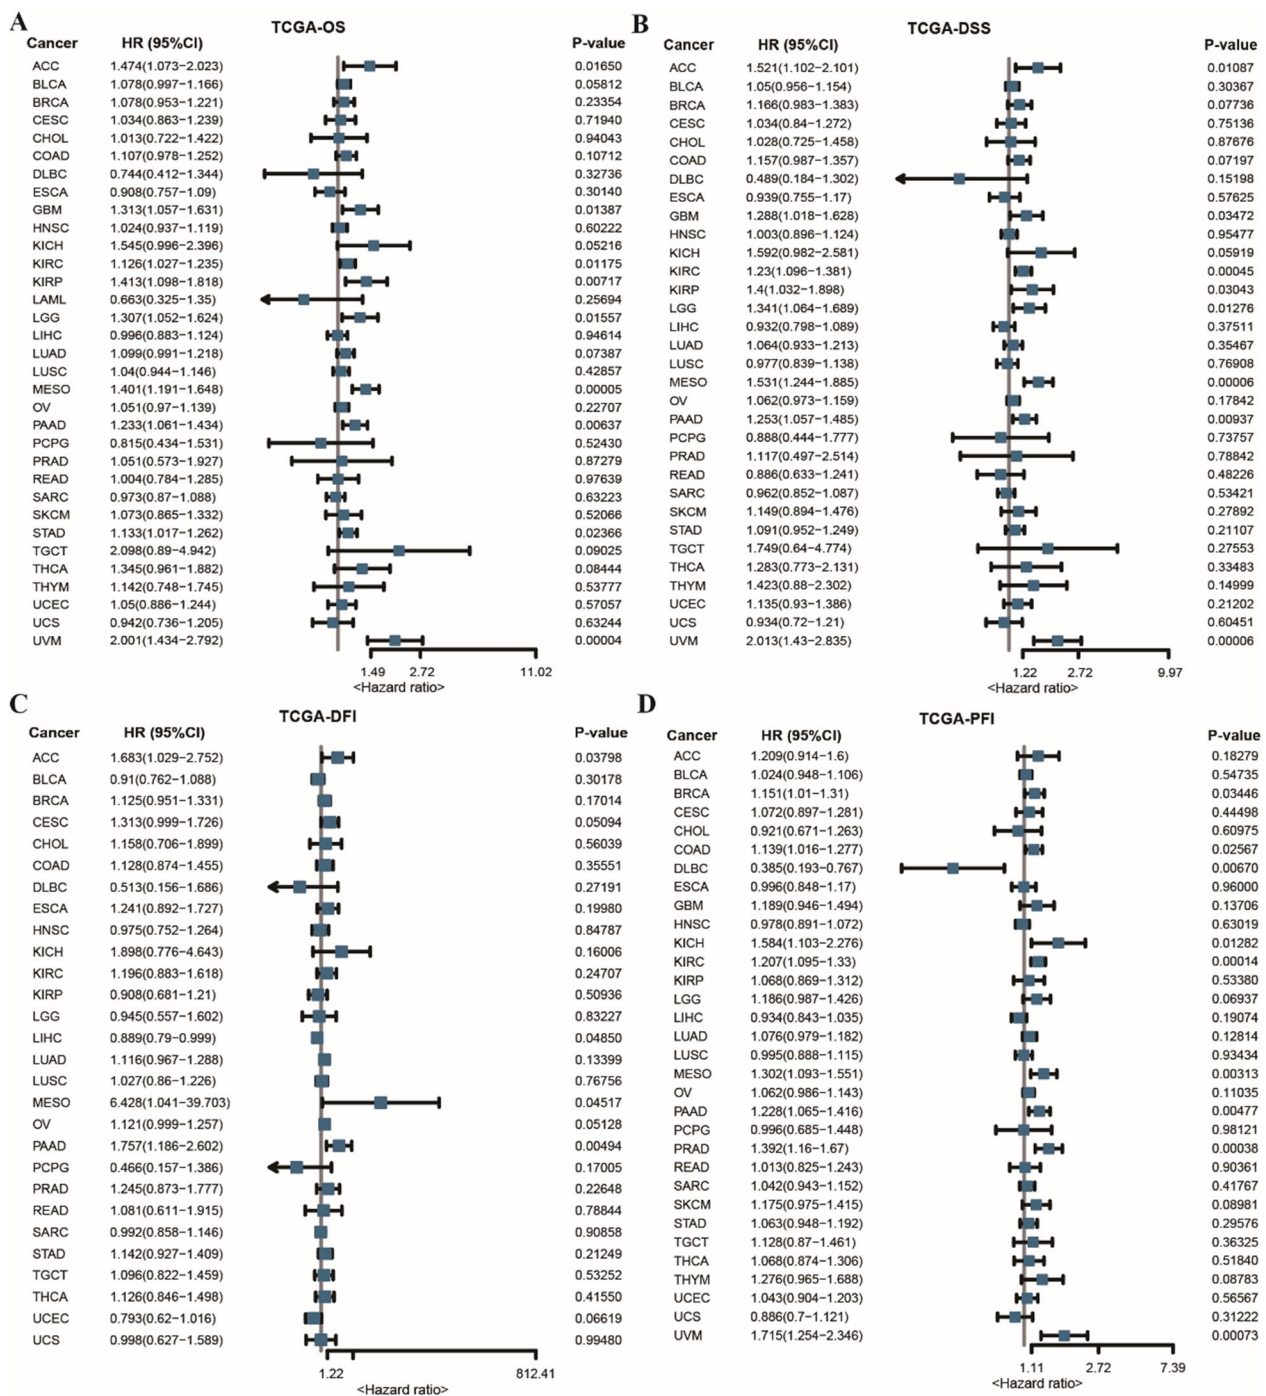 A
TCGA-OS
Cancer HR (95%CI) P-value
ACC 1.474(1.073−2.023) 0.01650
BLCA 1.078(0.997−1.166) 0.05812
BRCA 1.078(0.953−1.221) 0.23354
CESC 1.034(0.863−1.239) 0.71940
CHOL 1.013(0.722−1.422) 0.94043
COAD 1.107(0.978−1.252) 0.10712
DLBC 0.744(0.412−1.344) 0.32736
ESCA 0.908(0.757−1.09) 0.30140
GBM 1.313(1.057−1.631) 0.01387
HNSC 1.024(0.937−1.119) 0.60222
KICH 1.545(0.996−2.396) 0.05216
KIRC 1.126(1.027−1.235) 0.01175
KIRP 1.413(1.098−1.818) 0.00717
LAML 0.663(0.325−1.35) 0.25694
LGG 1.307(1.052−1.624) 0.01557
LIHC 0.996(0.883−1.124) 0.94614
LUAD 1.099(0.991−1.218) 0.07387
LUSC 1.04(0.944−1.146) 0.42857
MESO 1.401(1.191−1.648) 0.00005
OV 1.051(0.97−1.139) 0.22707
PAAD 1.233(1.061−1.434) 0.00637
PCPG 0.815(0.434−1.531) 0.52430
PRAD 1.051(0.573−1.927) 0.87279
READ 1.004(0.784−1.285) 0.97639
SARC 0.973(0.87−1.088) 0.63223
SKCM 1.073(0.865−1.332) 0.52066
STAD 1.133(1.017−1.262) 0.02366
TGCT 2.098(0.89−4.942) 0.09025
THCA 1.345(0.961−1.882) 0.08444
THYM 1.142(0.748−1.745) 0.53777
UCEC 1.05(0.886−1.244) 0.57057
UCS 0.942(0.736−1.205) 0.63244
UVM 2.001(1.434−2.792) 0.00004
1.49 2.72 11.02
<Hazard ratio>
B
TCGA-DSS
Cancer HR (95%CI) P-value
ACC 1.521(1.102−2.101) 0.01087
BLCA 1.05(0.956−1.154) 0.30367
BRCA 1.166(0.983−1.383) 0.07736
CESC 1.034(0.84−1.272) 0.75136
CHOL 1.028(0.725−1.458) 0.87676
COAD 1.157(0.987−1.357) 0.07197
DLBC 0.489(0.184−1.302) 0.15198
ESCA 0.939(0.755−1.17) 0.57625
GBM 1.288(1.018−1.628) 0.03472
HNSC 1.003(0.896−1.124) 0.95477
KICH 1.592(0.982−2.581) 0.05919
KIRC 1.23(1.096−1.381) 0.00045
KIRP 1.4(1.032−1.898) 0.03043
LGG 1.341(1.064−1.689) 0.01276
LIHC 0.932(0.798−1.089) 0.37511
LUAD 1.064(0.933−1.213) 0.35467
LUSC 0.977(0.839−1.138) 0.76908
MESO 1.531(1.244−1.885) 0.00006
OV 1.062(0.973−1.159) 0.17842
PAAD 1.253(1.057−1.485) 0.00937
PCPG 0.888(0.444−1.777) 0.73757
PRAD 1.117(0.497−2.514) 0.78842
READ 0.886(0.633−1.241) 0.48226
SARC 0.962(0.852−1.087) 0.53421
SKCM 1.149(0.894−1.476) 0.27892
STAD 1.091(0.952−1.249) 0.21107
TGCT 1.749(0.64−4.774) 0.27553
THCA 1.283(0.773−2.131) 0.33483
THYM 1.423(0.88−2.302) 0.14999
UCEC 1.135(0.93−1.386) 0.21202
UCS 0.934(0.72−1.21) 0.60451
UVM 2.013(1.43−2.835) 0.00006
1.22 2.72 9.97
<Hazard ratio>
C
TCGA-DFI
Cancer HR (95%CI) P-value
ACC 1.683(1.029−2.752) 0.03798
BLCA 0.91(0.762−1.088) 0.30178
BRCA 1.125(0.951−1.331) 0.17014
CESC 1.313(0.999−1.726) 0.05094
CHOL 1.158(0.706−1.899) 0.56039
COAD 1.128(0.874−1.455) 0.35551
DLBC 0.513(0.156−1.686) 0.27191
ESCA 1.241(0.892−1.727) 0.19980
HNSC 0.975(0.752−1.264) 0.84787
KICH 1.898(0.776−4.643) 0.16006
KIRC 1.196(0.883−1.618) 0.24707
KIRP 0.908(0.681−1.21) 0.50936
LGG 0.945(0.557−1.602) 0.83227
LIHC 0.889(0.79−0.999) 0.04850
LUAD 1.116(0.967−1.288) 0.13399
LUSC 1.027(0.86−1.226) 0.76756
MESO 6.428(1.041−39.703) 0.04517
OV 1.121(0.999−1.257) 0.05128
PAAD 1.757(1.186−2.602) 0.00494
PCPG 0.466(0.157−1.386) 0.17005
PRAD 1.245(0.873−1.777) 0.22648
READ 1.081(0.611−1.915) 0.78844
SARC 0.992(0.858−1.146) 0.90858
STAD 1.142(0.927−1.409) 0.21249
TGCT 1.096(0.822−1.459) 0.53252
THCA 1.126(0.846−1.498) 0.41550
UCEC 0.793(0.62−1.016) 0.06619
UCS 0.998(0.627−1.589) 0.99480
1.22 812.41
<Hazard ratio>
D
TCGA-PFI
Cancer HR (95%CI) P-value
ACC 1.209(0.914−1.6) 0.18279
BLCA 1.024(0.948−1.106) 0.54735
BRCA 1.151(1.01−1.31) 0.03446
CESC 1.072(0.897−1.281) 0.44498
CHOL 0.921(0.671−1.263) 0.60975
COAD 1.139(1.016−1.277) 0.02567
DLBC 0.385(0.193−0.767) 0.00670
ESCA 0.996(0.848−1.17) 0.96000
GBM 1.189(0.946−1.494) 0.13706
HNSC 0.978(0.891−1.072) 0.63019
KICH 1.584(1.103−2.276) 0.01282
KIRC 1.207(1.095−1.33) 0.00014
KIRP 1.068(0.869−1.312) 0.53380
LGG 1.186(0.987−1.426) 0.06937
LIHC 0.934(0.843−1.035) 0.19074
LUAD 1.076(0.979−1.182) 0.12814
LUSC 0.995(0.888−1.115) 0.93434
MESO 1.302(1.093−1.551) 0.00313
OV 1.062(0.986−1.143) 0.11035
PAAD 1.228(1.065−1.416) 0.00477
PCPG 0.996(0.685−1.448) 0.98121
PRAD 1.392(1.16−1.67) 0.00038
READ 1.013(0.825−1.243) 0.90361
SARC 1.042(0.943−1.152) 0.41767
SKCM 1.175(0.975−1.415) 0.08981
STAD 1.063(0.948−1.192) 0.29576
TGCT 1.128(0.87−1.461) 0.36325
THCA 1.068(0.874−1.306) 0.51840
THYM 1.276(0.965−1.688) 0.08783
UCEC 1.043(0.904−1.203) 0.56567
UCS 0.886(0.7−1.121) 0.31222
UVM 1.715(1.254−2.346) 0.00073
1.11 2.72 7.39
<Hazard ratio>